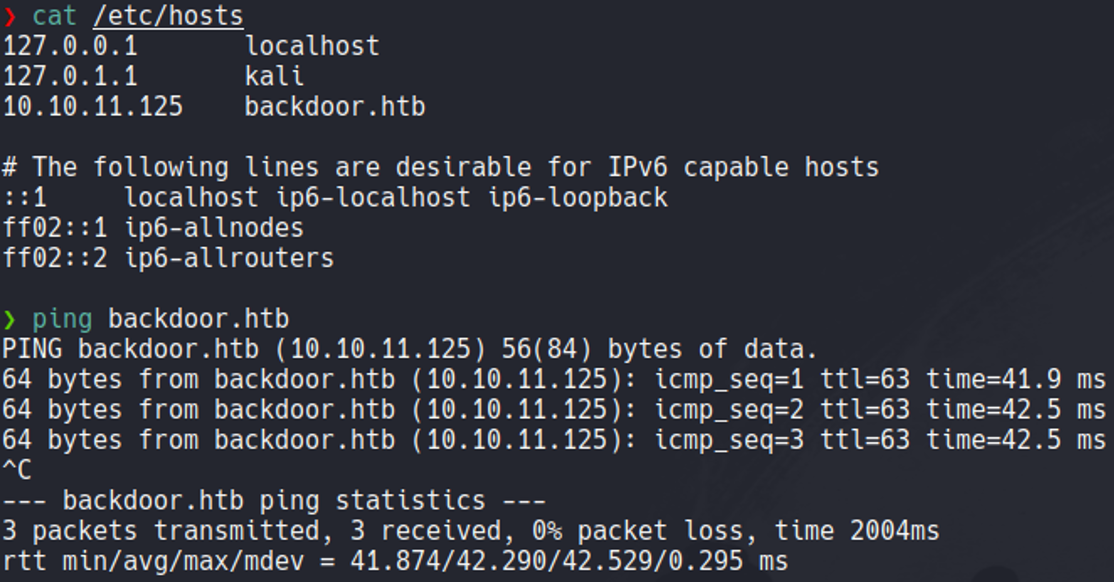 ❯ cat /etc/hosts
127.0.0.1       localhost
127.0.1.1       kali
10.10.11.125    backdoor.htb
# The following lines are desirable for IPv6 capable hosts
::1     localhost ip6-localhost ip6-loopback
ff02::1 ip6-allnodes
ff02::2 ip6-allrouters
❯ ping backdoor.htb
PING backdoor.htb (10.10.11.125) 56(84) bytes of data.
64 bytes from backdoor.htb (10.10.11.125): icmp_seq=1 ttl=63 time=41.9 ms
64 bytes from backdoor.htb (10.10.11.125): icmp_seq=2 ttl=63 time=42.5 ms
64 bytes from backdoor.htb (10.10.11.125): icmp_seq=3 ttl=63 time=42.5 ms
^C
--- backdoor.htb ping statistics ---
3 packets transmitted, 3 received, 0% packet loss, time 2004ms
rtt min/avg/max/mdev = 41.874/42.290/42.529/0.295 ms